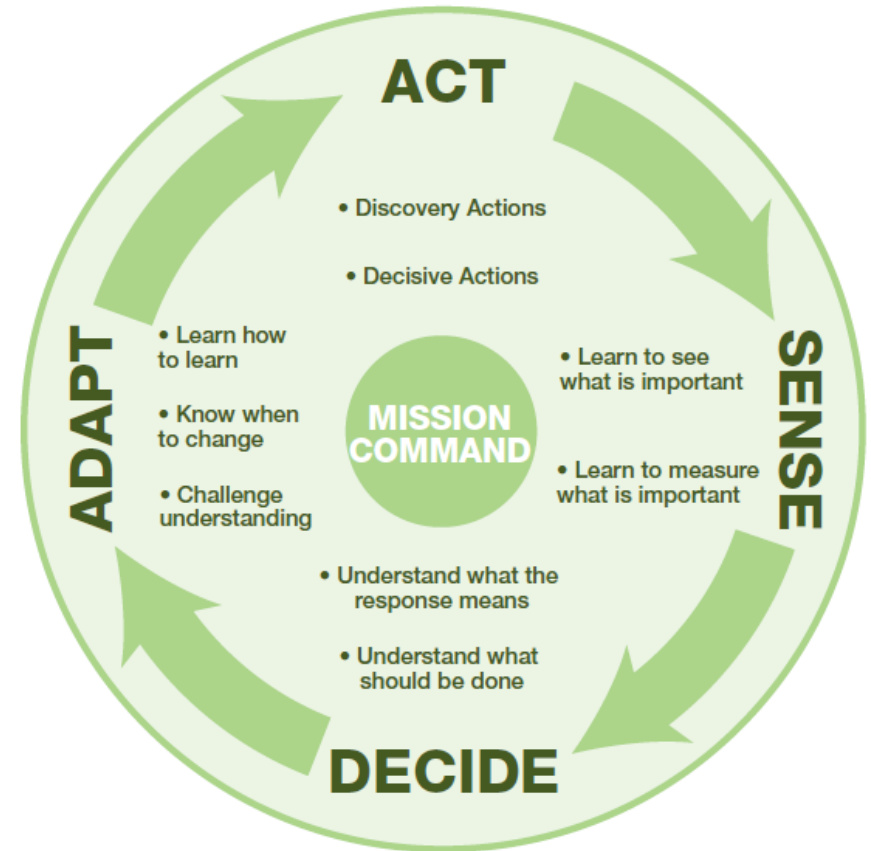 ACT
• Discovery Actions
• Decisive Actions
SENSE
• Learn to see
what is important
• Learn to measure
what is important
DECIDE
• Understand what the
response means
• Understand what
should be done
ADAPT
• Learn how
to learn
• Know when
to change
• Challenge
understanding
MISSION
COMMAND